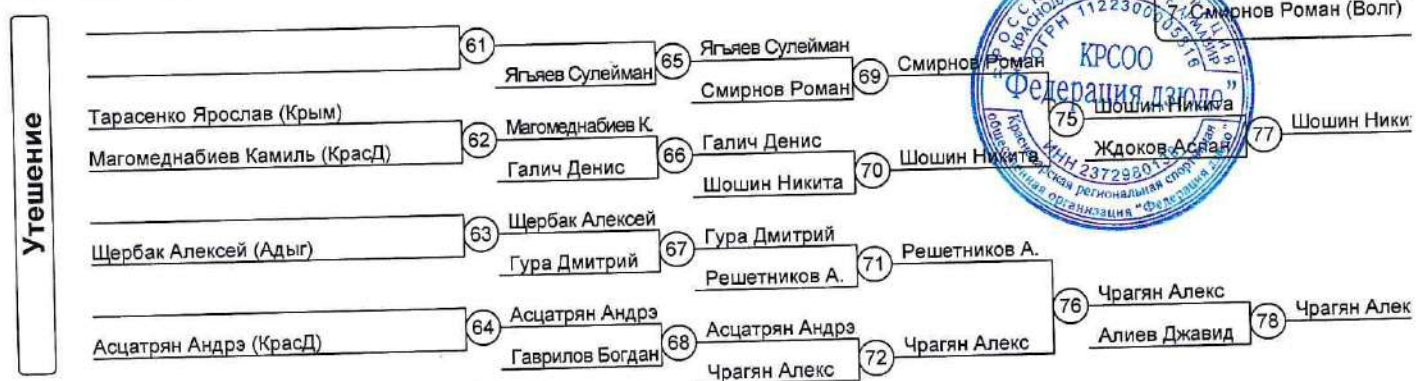 Утешение
61
Ягъяев Сулейман
65
Ягъяев Сулейман
Смирнов Роман
69
Смирнов Роман
7 Смирнов Роман (Волг)
Тарасенко Ярослав (Крым)
Магомеднабиев Камиль (КрасД)
62
Магомеднабиев К.
Галич Денис
66
Галич Денис
Шошин Никита
70
Шошин Никита
75
Шошин Никита
Ждоков Аслан
77
Шошин Ники
Щербак Алексей (Адыг)
63
Щербак Алексей
Гура Дмитрий
67
Гура Дмитрий
Решетников А.
71
Решетников А.
Асцатрян Андрэ (КрасД)
64
Асцатрян Андрэ
Гаврилов Богдан
68
Асцатрян Андрэ
Чрагян Алекс
72
Чрагян Алекс
76
Чрагян Алекс
Алиев Джавид
78
Чрагян Алек
КРСОО
"Федерация дзюдо"